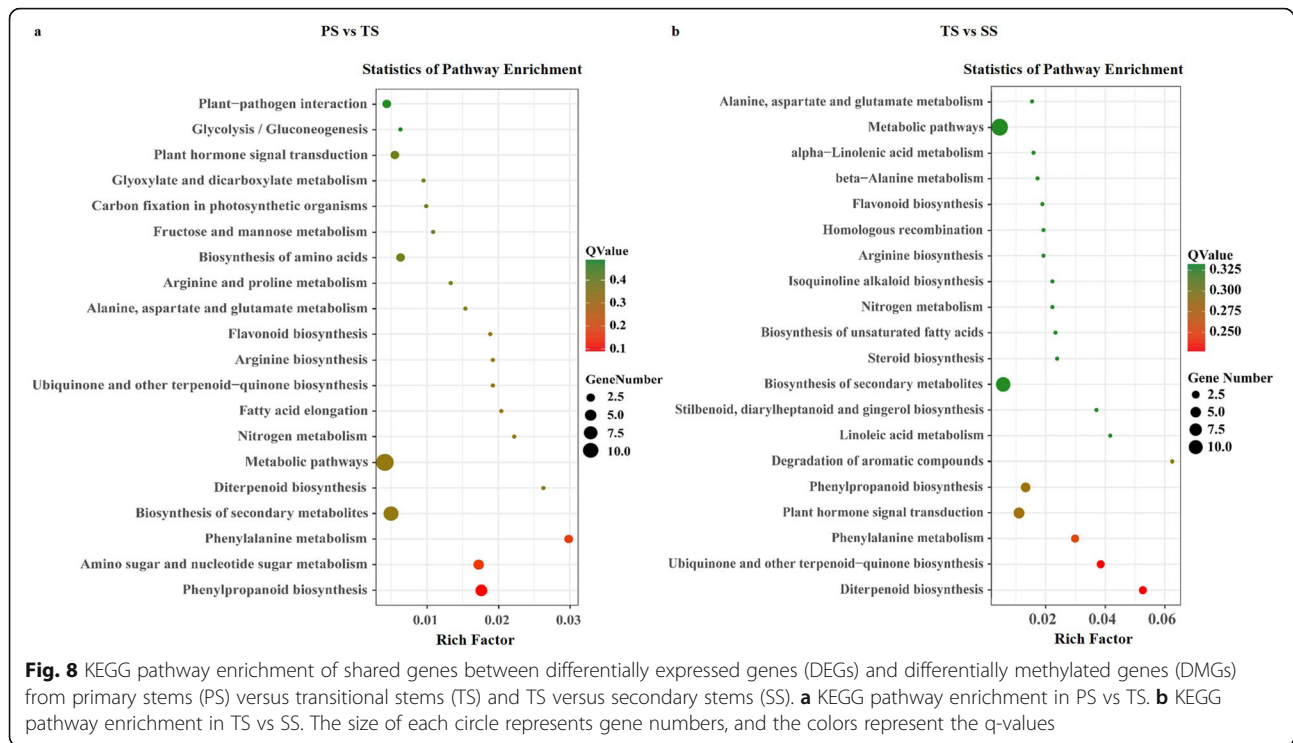 a
PS vs TS
Statistics of Pathway Enrichment
Plant−pathogen interaction
Glycolysis / Gluconeogenesis
Plant hormone signal transduction
Glyoxylate and dicarboxylate metabolism
Carbon fixation in photosynthetic organisms
Fructose and mannose metabolism
Biosynthesis of amino acids
Arginine and proline metabolism
Alanine, aspartate and glutamate metabolism
Flavonoid biosynthesis
Arginine biosynthesis
Ubiquinone and other terpenoid−quinone biosynthesis
Fatty acid elongation
Nitrogen metabolism
Metabolic pathways
Diterpenoid biosynthesis
Biosynthesis of secondary metabolites
Phenylalanine metabolism
Amino sugar and nucleotide sugar metabolism
Phenylpropanoid biosynthesis
0.01 0.02 0.03
Rich Factor
QValue
0.4
0.3
0.2
0.1
GeneNumber
2.5
5.0
7.5
10.0
b
TS vs SS
Statistics of Pathway Enrichment
Alanine, aspartate and glutamate metabolism
Metabolic pathways
alpha−Linolenic acid metabolism
beta−Alanine metabolism
Flavonoid biosynthesis
Homologous recombination
Arginine biosynthesis
Isoquinoline alkaloid biosynthesis
Nitrogen metabolism
Biosynthesis of unsaturated fatty acids
Steroid biosynthesis
Biosynthesis of secondary metabolites
Stilbenoid, diarylheptanoid and gingerol biosynthesis
Linoleic acid metabolism
Degradation of aromatic compounds
Phenylpropanoid biosynthesis
Plant hormone signal transduction
Phenylalanine metabolism
Ubiquinone and other terpenoid−quinone biosynthesis
Diterpenoid biosynthesis
0.02 0.04 0.06
Rich Factor
QValue
0.325
0.300
0.275
0.250
Gene Number
2.5
5.0
7.5
10.0
Fig. 8 KEGG pathway enrichment of shared genes between differentially expressed genes (DEGs) and differentially methylated genes (DMGs)
from primary stems (PS) versus transitional stems (TS) and TS versus secondary stems (SS). a KEGG pathway enrichment in PS vs TS. b KEGG
pathway enrichment in TS vs SS. The size of each circle represents gene numbers, and the colors represent the q-values